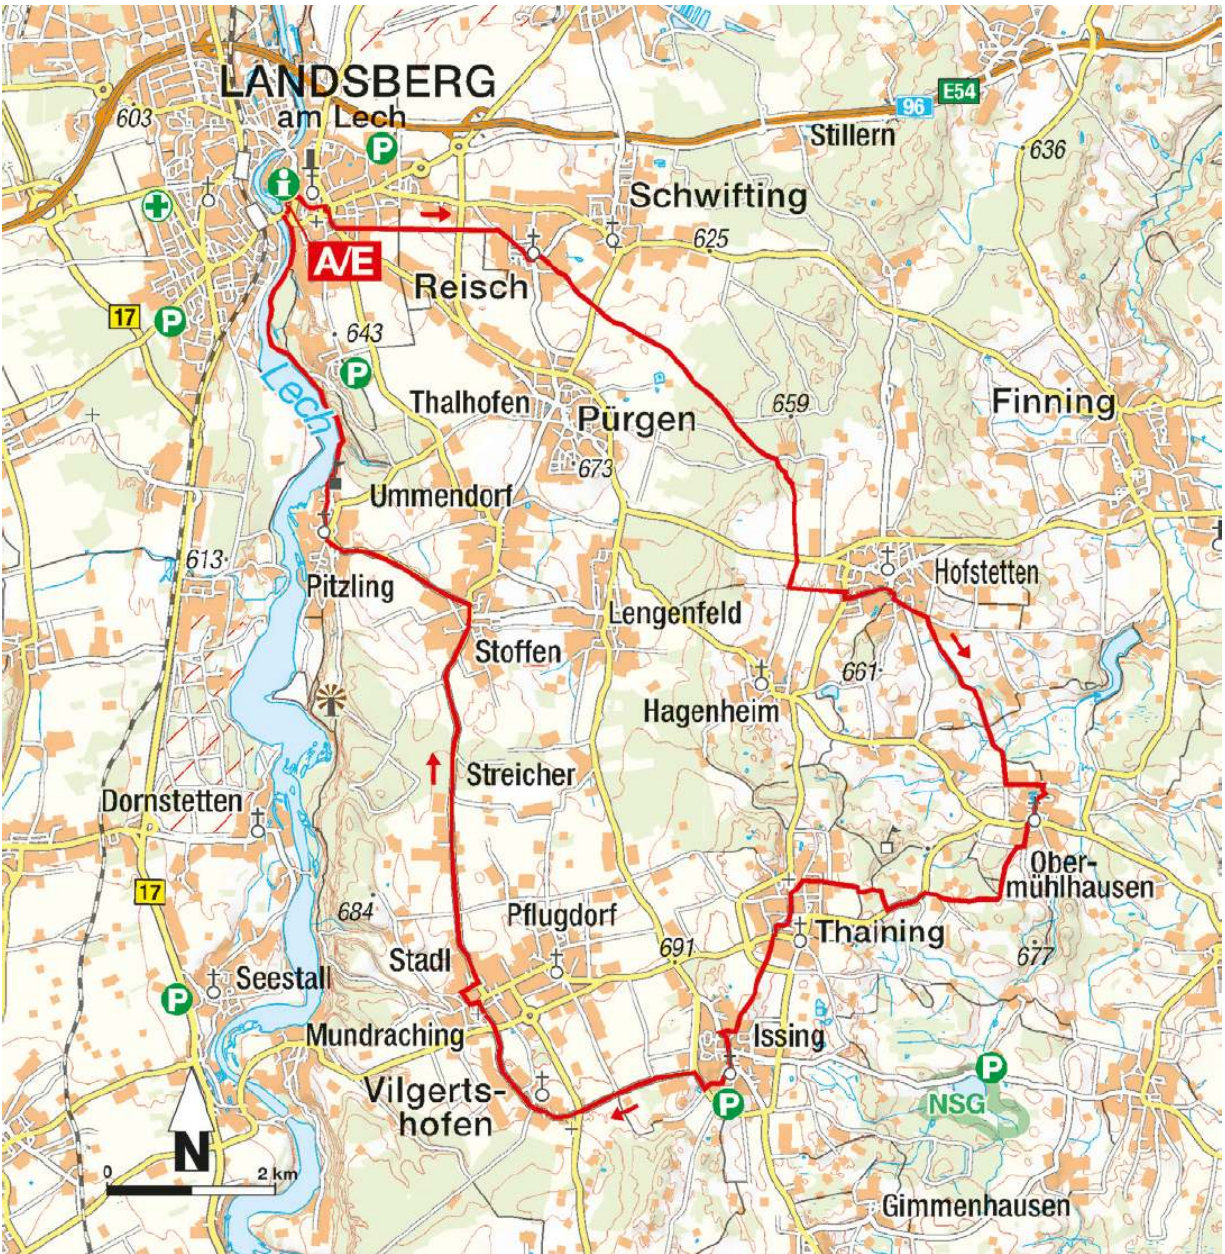 LANDSBERG
am Lech
603
P
E54
96
Stillern
636
i
Schwifting
625
A/E
Reisch
17
P
643
P
Lech
Thalhofen
Pürgen
659
Finning
673
Ummendorf
613
Pitzling
Hofstetten
Lengenfeld
Stoffen
661
Hagenheim
Streicher
Dornstetten
Ober-
mühlhausen
17
684
Pflugdorf
Thaining
677
691
Stadl
Seestall
P
Mundraching
Issing
Vilgerts-
hofen
P
P
NSG
N
0
2 km
Gimmenhausen